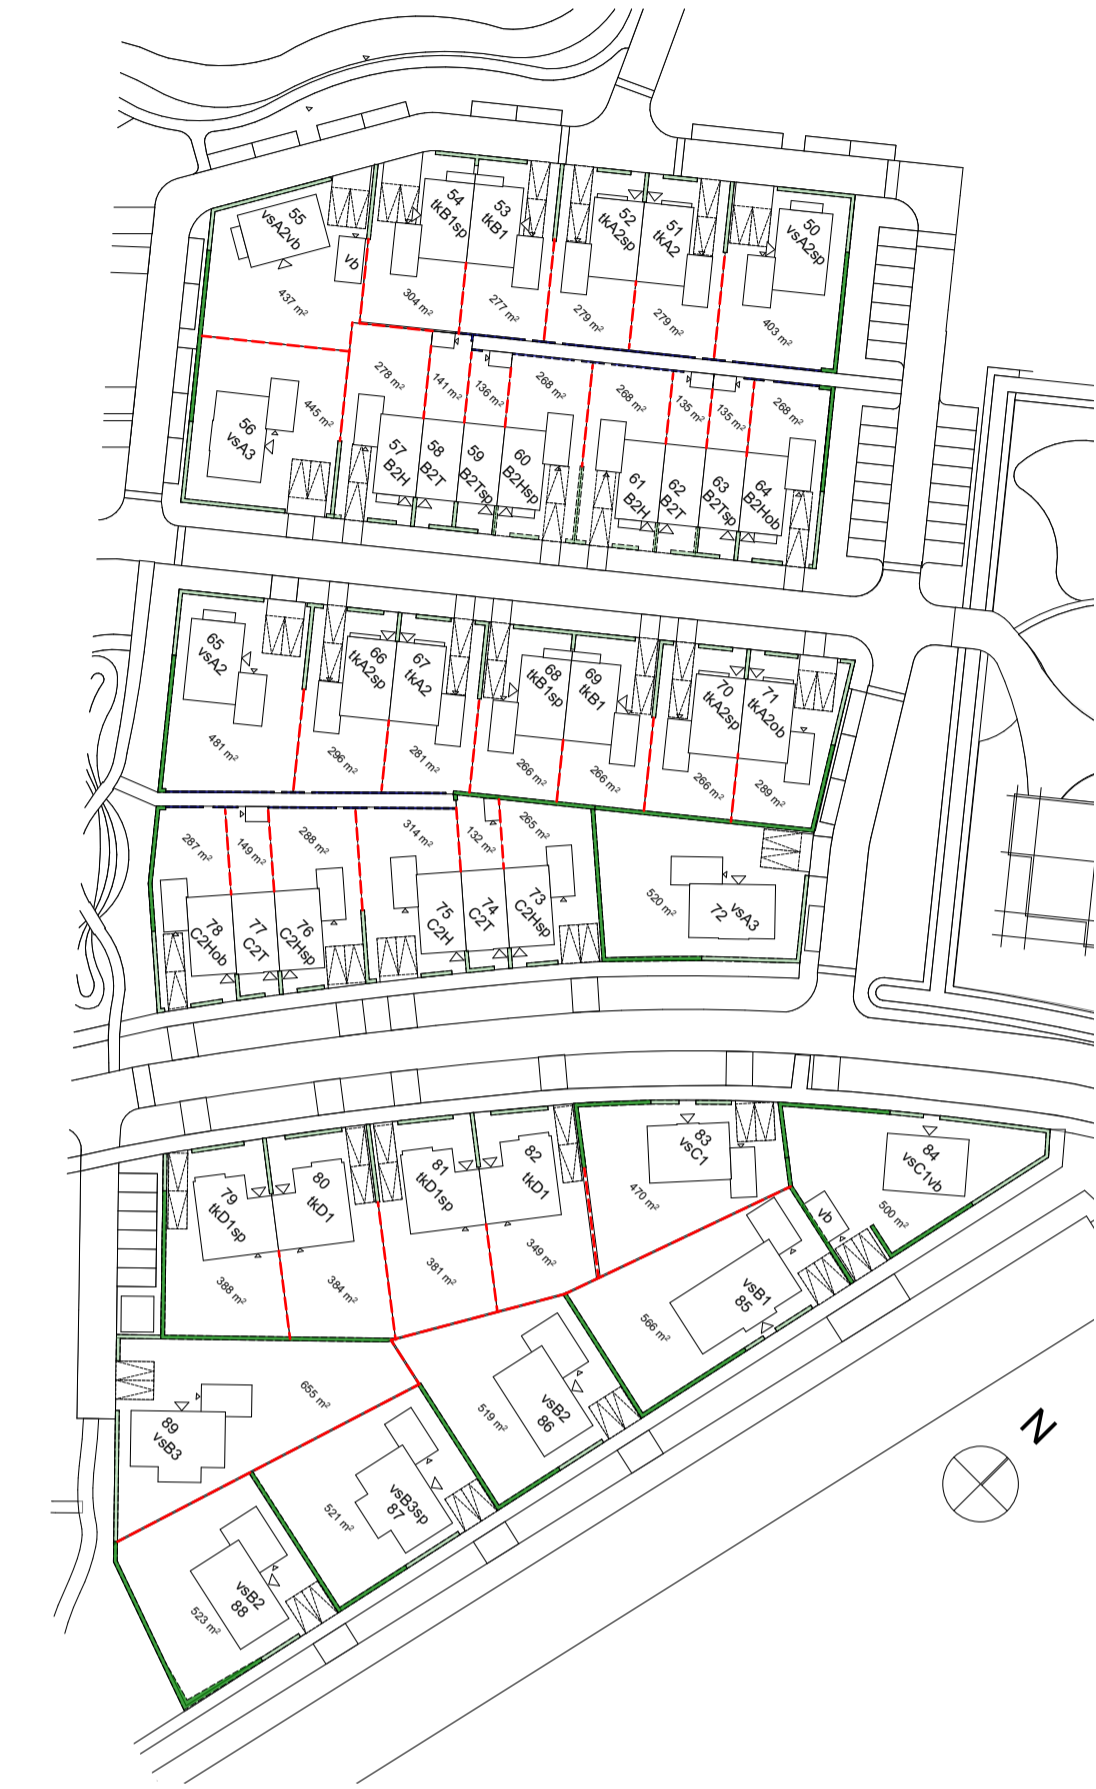 55
vsA2vb
vb
437 m²
54
tkB1sp
304 m²
53
tkB1
277 m²
52
tkA2sp
279 m²
51
tkA2
279 m²
50
vsA2sp
403 m²
56
vsA3
445 m²
278 m²
57
B2H
141 m²
58
B2T
136 m²
59
B2Tsp
268 m²
60
B2Hsp
268 m²
61
B2H
135 m²
62
B2T
135 m²
63
B2Tsp
268 m²
64
B2Hob
65
vsA2
481 m²
66
tkA2sp
296 m²
67
tkA2
281 m²
68
tkB1sp
266 m²
69
tkB1
266 m²
70
tkA2sp
266 m²
71
tkA2ob
289 m²
287 m²
78
C2Hob
149 m²
77
C2T
288 m²
76
C2Hsp
314 m²
75
C2H
132 m²
74
C2T
265 m²
73
C2Hsp
520 m²
72
vsA3
79
tkD1sp
388 m²
80
tkD1
384 m²
81
tkD1sp
381 m²
82
tkD1
349 m²
83
vsC1
470 m²
84
vsC1vb
500 m²
vb
vsB1
85
566 m²
vsB2
86
519 m²
655 m²
89
vsB3
vsB3sp
87
521 m²
vsB2
88
523 m²
N